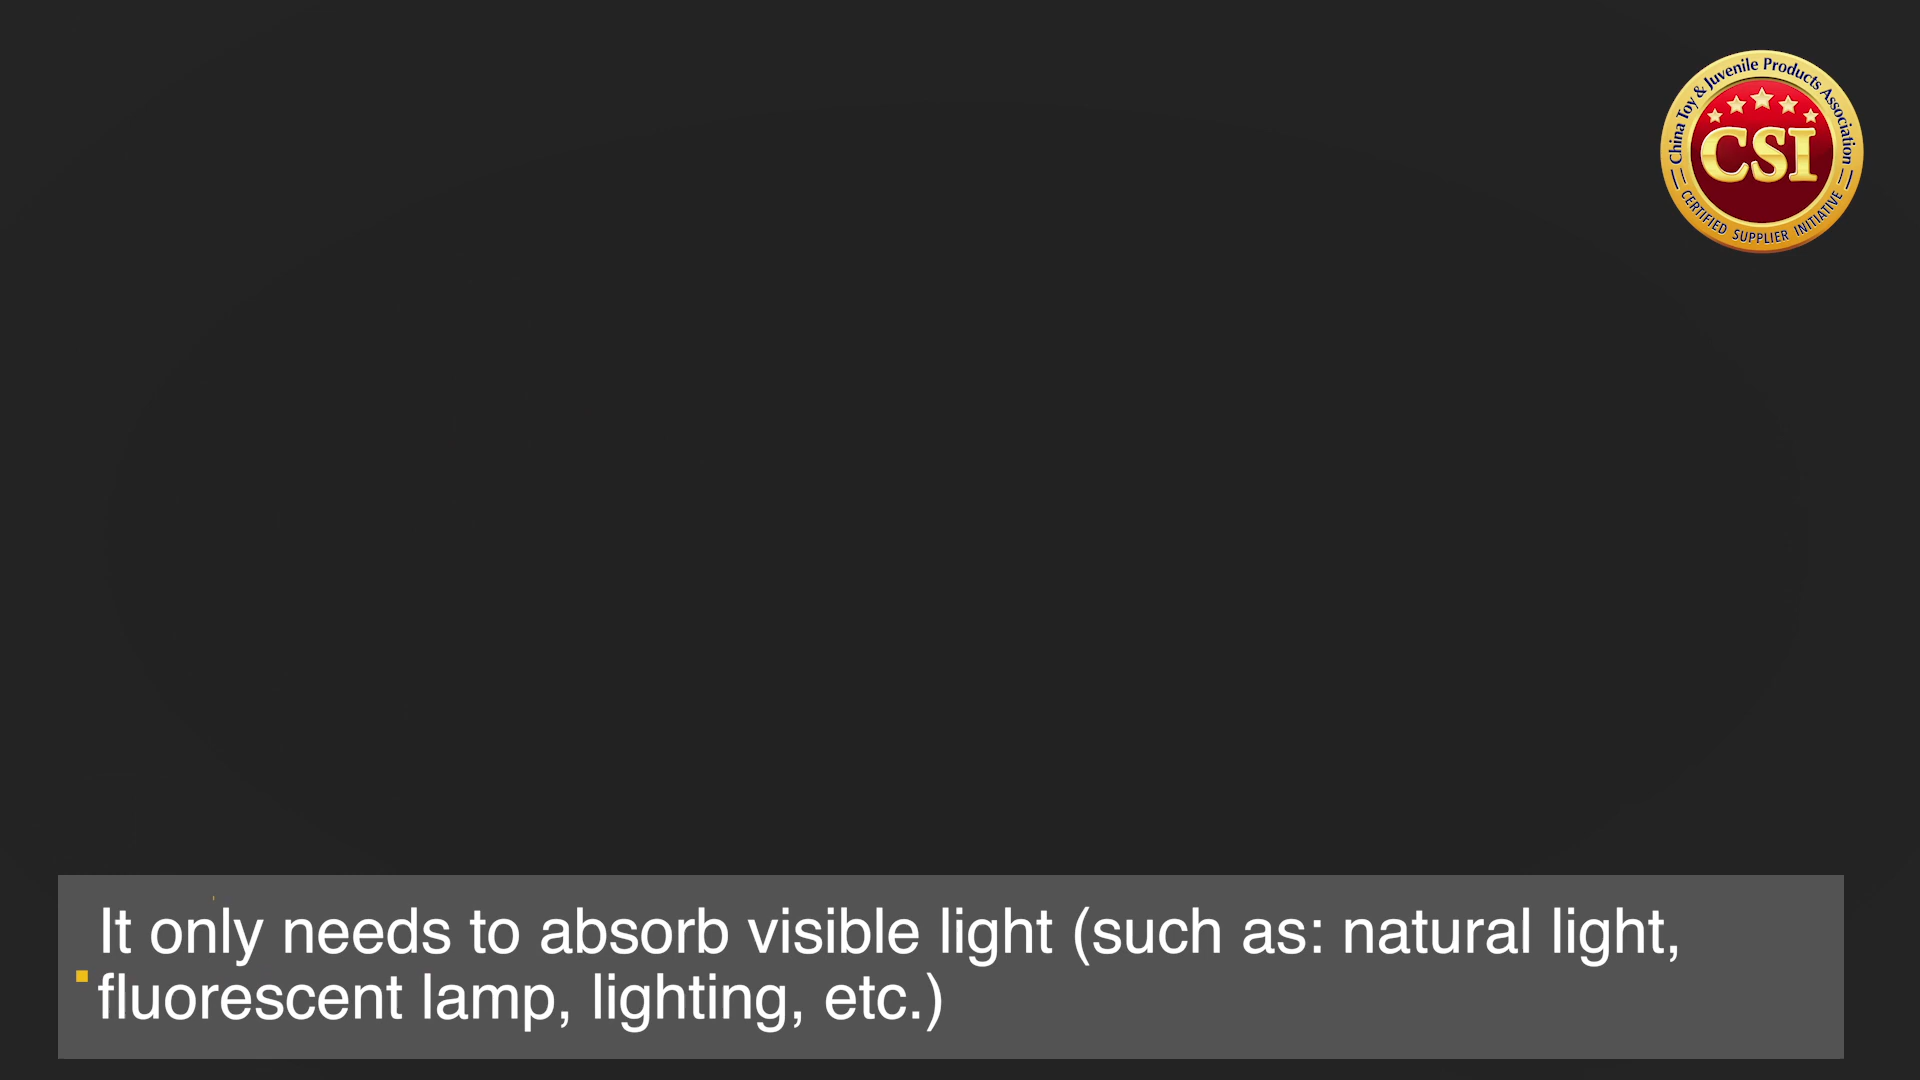 China Toy & Juvenile Products Association
CSI
CERTIFIED SUPPLIER INITIATIVE
It only needs to absorb visible light (such as: natural light,
fluorescent lamp, lighting, etc.)